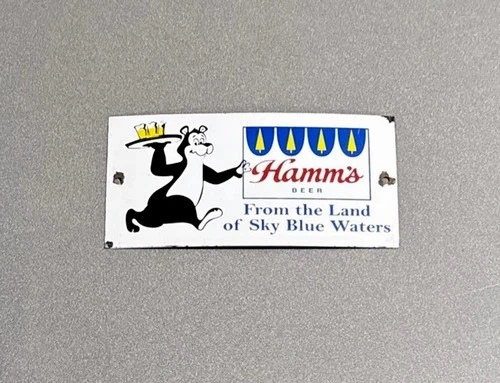 Hamm's
BEER
From the Land
of Sky Blue Waters